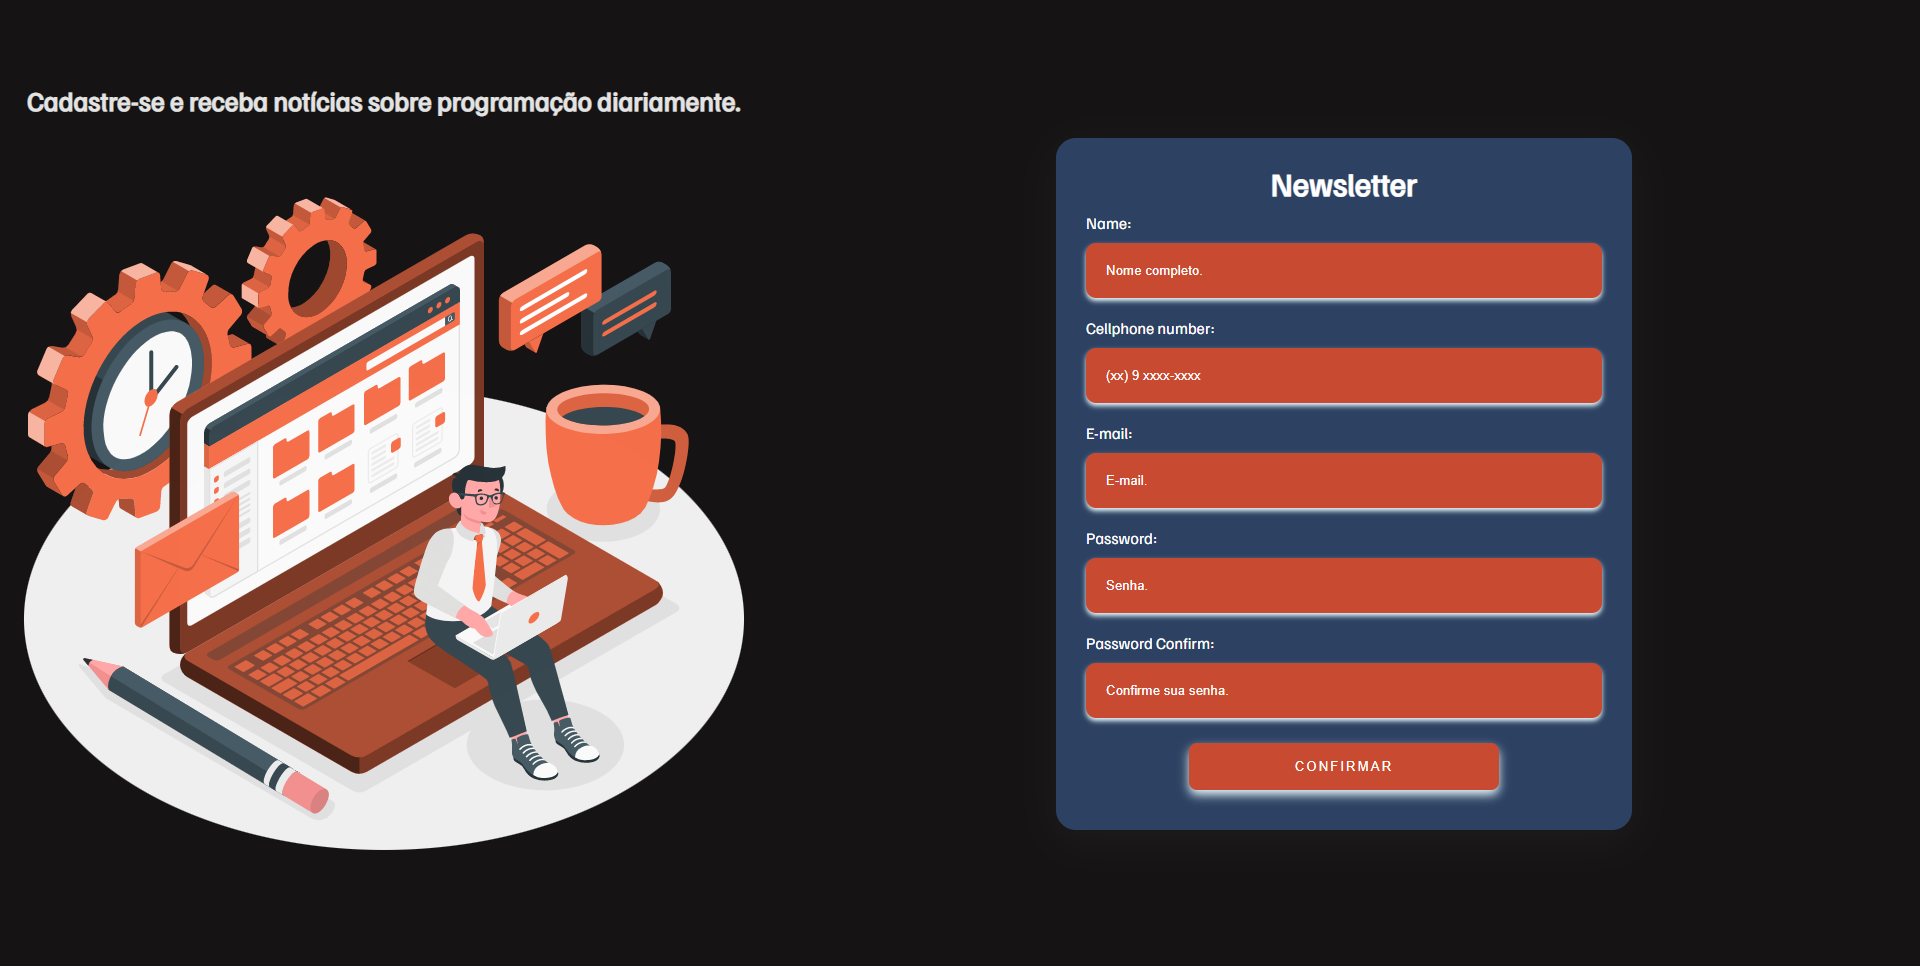 Cadastre-se e receba notícias sobre programação diariamente.
Newsletter
Name:
Nome completo.
Cellphone number:
(xx) 9 xxxx-xxxx
E-mail:
E-mail.
Password:
Senha.
Password Confirm:
Confirme sua senha.
CONFIRMAR